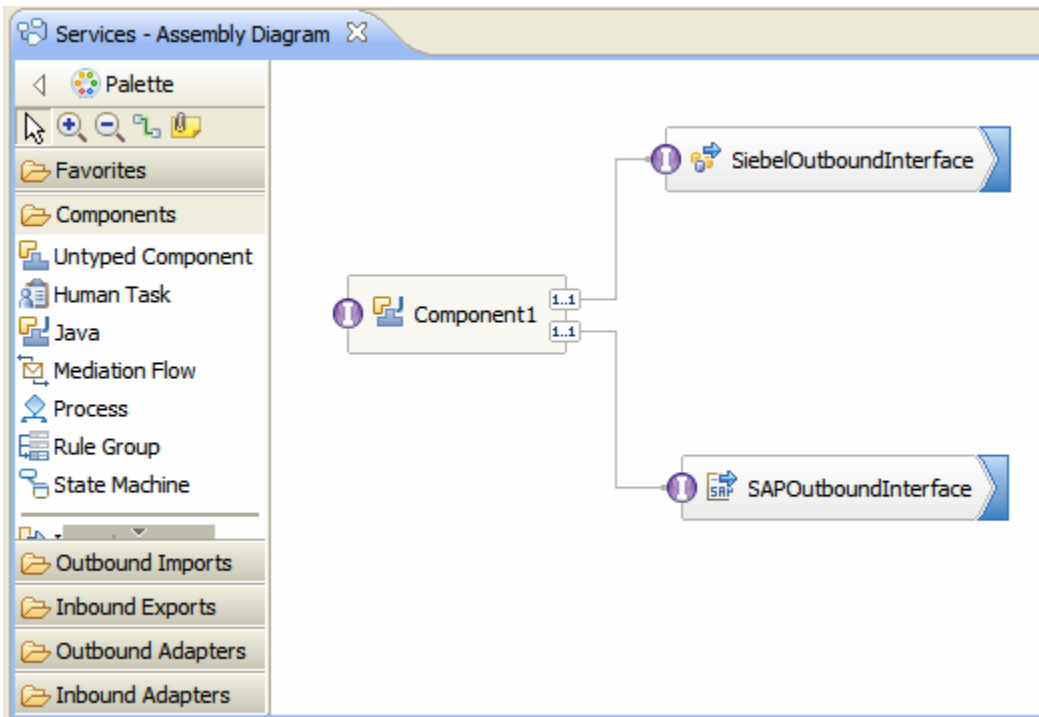 Services - Assembly Diagram
Palette
Favorites
Components
Untyped Component
Human Task
Java
Mediation Flow
Process
Rule Group
State Machine
Outbound Imports
Inbound Exports
Outbound Adapters
Inbound Adapters
I SiebelOutboundInterface
I Component1 1..1
1..1
I SAP SAPOutboundInterface